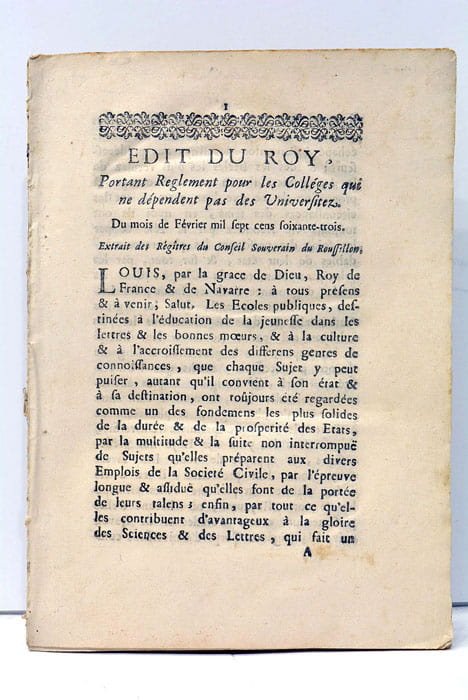 1
EDIT DU ROY,
Portant Reglement pour les Colléges qui
ne dépendent pas des Universitez.
Du mois de Février mil sept cens soixante-trois.
Extrait des Régîtres du Conseil Souverain du Roussillon.
LOUIS, par la grace de Dieu, Roy de
France & de Navarre : à tous présens
& à venir ; Salut. Les Ecoles publiques, des-
tinées à l'éducation de la jeunesse dans les
lettres & les bonnes mœurs, & à la culture
& à l'accroissement des differens genres de
connoissances, que chaque Sujet y peut
puiser, autant qu'il convient à son état &
à sa destination, ont toûjours été regardées
comme un des fondemens les plus solides
de la durée & de la prosperité des Etats,
par la multitude & la suite non interrompuë
de Sujets qu'elles préparent aux divers
Emplois de la Societé Civile, par l'épreuve
longue & assiduë qu'elles font de la portée
de leurs talens ; enfin, par tout ce qu'el-
les contribuent d'avantageux à la gloire
des Sciences & des Lettres, qui fait un
A